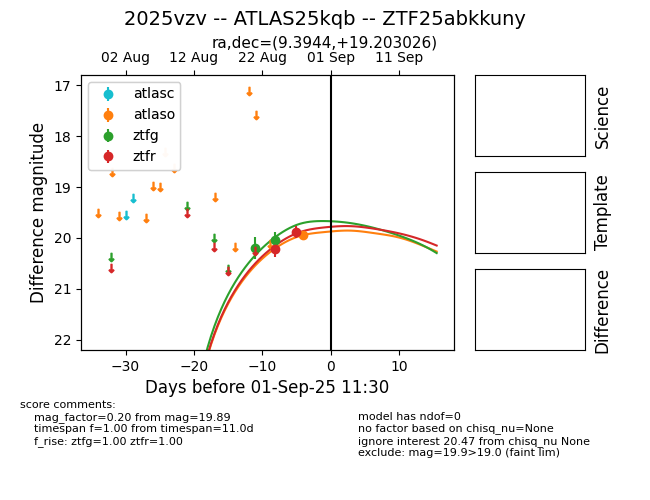 2025vzv -- ATLAS25kqb -- ZTF25abkkuny
ra,dec=(9.3944,+19.203026)
02 Aug 12 Aug 22 Aug 01 Sep 11 Sep
atlasc
atlaso
ztfg
ztfr
17
18
19
20
21
22
Difference magnitude
−30 −20 −10 0 10
Days before 01-Sep-25 11:30
Science
Template
Difference
score comments:
mag_factor=0.20 from mag=19.89
timespan f=1.00 from timespan=11.0d
f_rise: ztfg=1.00 ztfr=1.00
model has ndof=0
no factor based on chisq_nu=None
ignore interest 20.47 from chisq_nu None
exclude: mag=19.9>19.0 (faint lim)